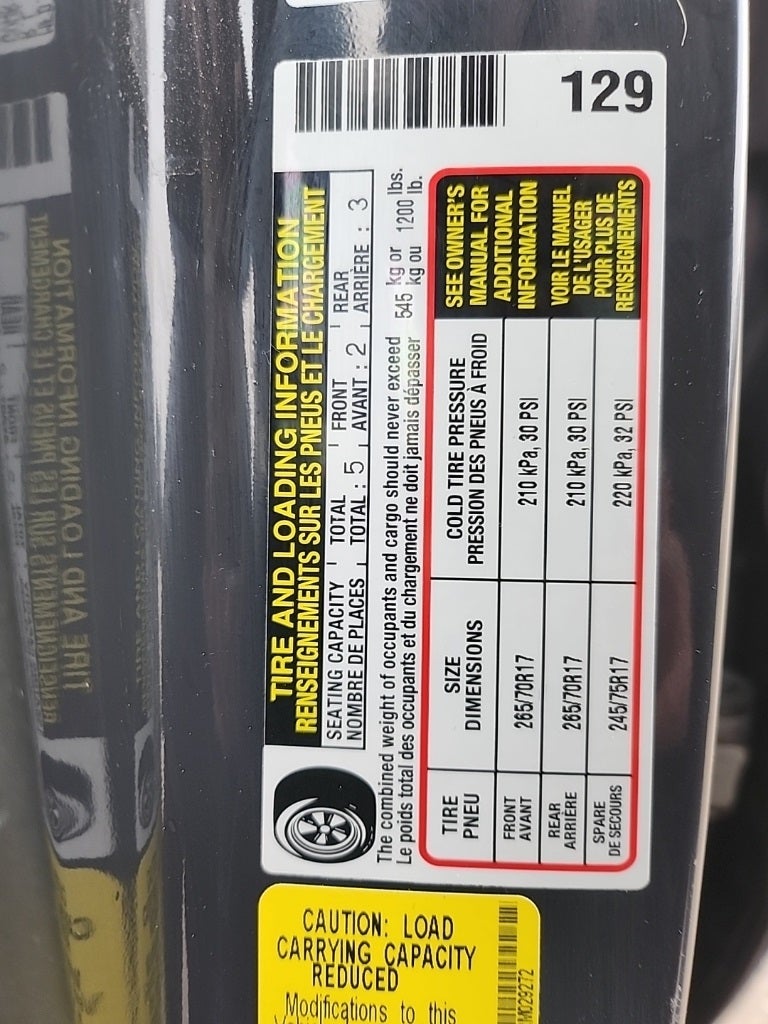 129
TIRE AND LOADING INFORMATION
RENSEIGNEMENTS SUR LES PNEUS ET LE CHARGEMENT
SEATING CAPACITY TOTAL FRONT REAR
NOMBRE DE PLACES TOTAL : 5 AVANT : 2 ARRIÈRE : 3
The combined weight of occupants and cargo should never exceed 545 kg or 1200 lbs.
Le poids total des occupants et du chargement ne doit jamais dépasser kg ou lb.
TIRE SIZE COLD TIRE PRESSURE
PNEU DIMENSIONS PRESSION DES PNEUS À FROID
FRONT
AVANT 265/70R17 210 kPa, 30 PSI
REAR
ARRIÈRE 265/70R17 210 kPa, 30 PSI
SPARE
DE SECOURS 245/75R17 220 kPa, 32 PSI
SEE OWNER'S
MANUAL FOR
ADDITIONAL
INFORMATION
VOIR LE MANUEL
DE L'USAGER
POUR PLUS DE
RENSEIGNEMENTS
CAUTION: LOAD
CARRYING CAPACITY
REDUCED
Modifications to this
M029272